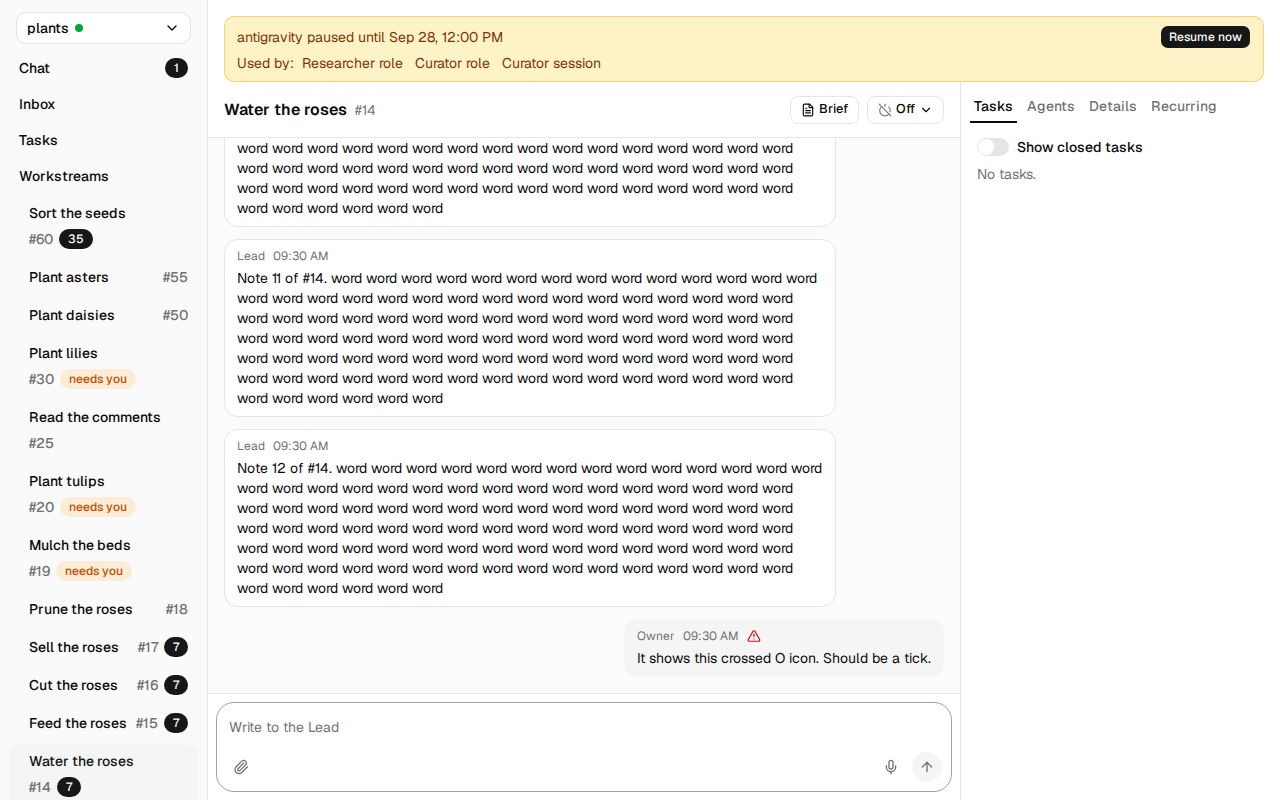 plants
Chat 1
Inbox
Tasks
Workstreams
Sort the seeds
#60 35
Plant asters #55
Plant daisies #50
Plant lilies
#30 needs you
Read the comments
#25
Plant tulips
#20 needs you
Mulch the beds
#19 needs you
Prune the roses #18
Sell the roses #17 7
Cut the roses #16 7
Feed the roses #15 7
Water the roses
#14 7
antigravity paused until Sep 28, 12:00 PM
Resume now
Used by: Researcher role Curator role Curator session
Water the roses #14
Brief
Off
word word word word word word word word word word word word word word word word
word word word word word word word word word word word word word word word word
word word word word word word word word word word word word word word word word
word word word word word word
Lead 09:30 AM
Note 11 of #14. word word word word word word word word word word word word word word
word word word word word word word word word word word word word word word word
word word word word word word word word word word word word word word word word
word word word word word word word word word word word word word word word word
word word word word word word word word word word word word word word word word
word word word word word word word word word word word word word word word word
word word word word word word
Lead 09:30 AM
Note 12 of #14. word word word word word word word word word word word word word word
word word word word word word word word word word word word word word word word
word word word word word word word word word word word word word word word word
word word word word word word word word word word word word word word word word
word word word word word word word word word word word word word word word word
word word word word word word word word word word word word word word word word
word word word word word word
Owner 09:30 AM
It shows this crossed O icon. Should be a tick.
Write to the Lead
Tasks Agents Details Recurring
Show closed tasks
No tasks.